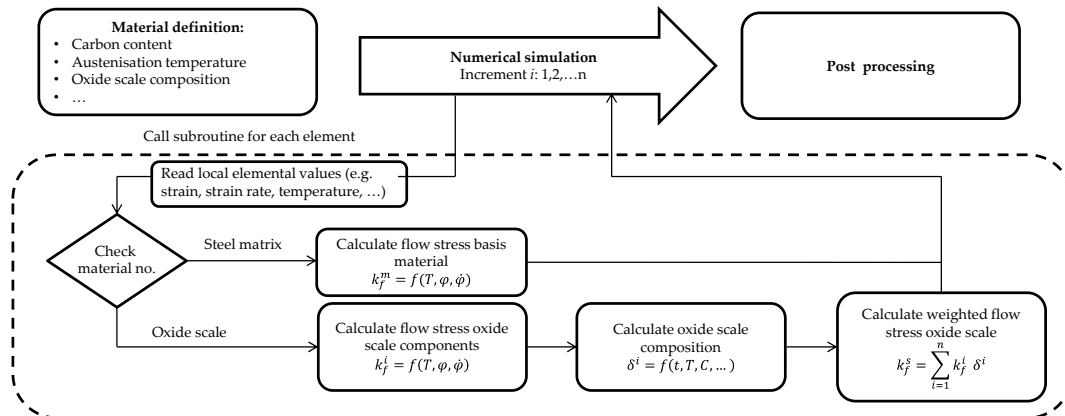 Material definition:
• Carbon content
• Austenisation temperature
• Oxide scale composition
• …
Numerical simulation
Increment i: 1,2,…n
Post processing
Call subroutine for each element
Read local elemental values (e.g.
strain, strain rate, temperature, …)
Check
material no.
Steel matrix
Calculate flow stress basis
material
k_f^m = f(T, φ, φ̇)
Oxide scale
Calculate flow stress oxide
scale components
k_f^i = f(T, φ, φ̇)
Calculate oxide scale
composition
δ^i = f(t, T, C, … )
Calculate weighted flow
stress oxide scale
k_f^s = ∑_{i=1}^{n} k_f^i δ^i